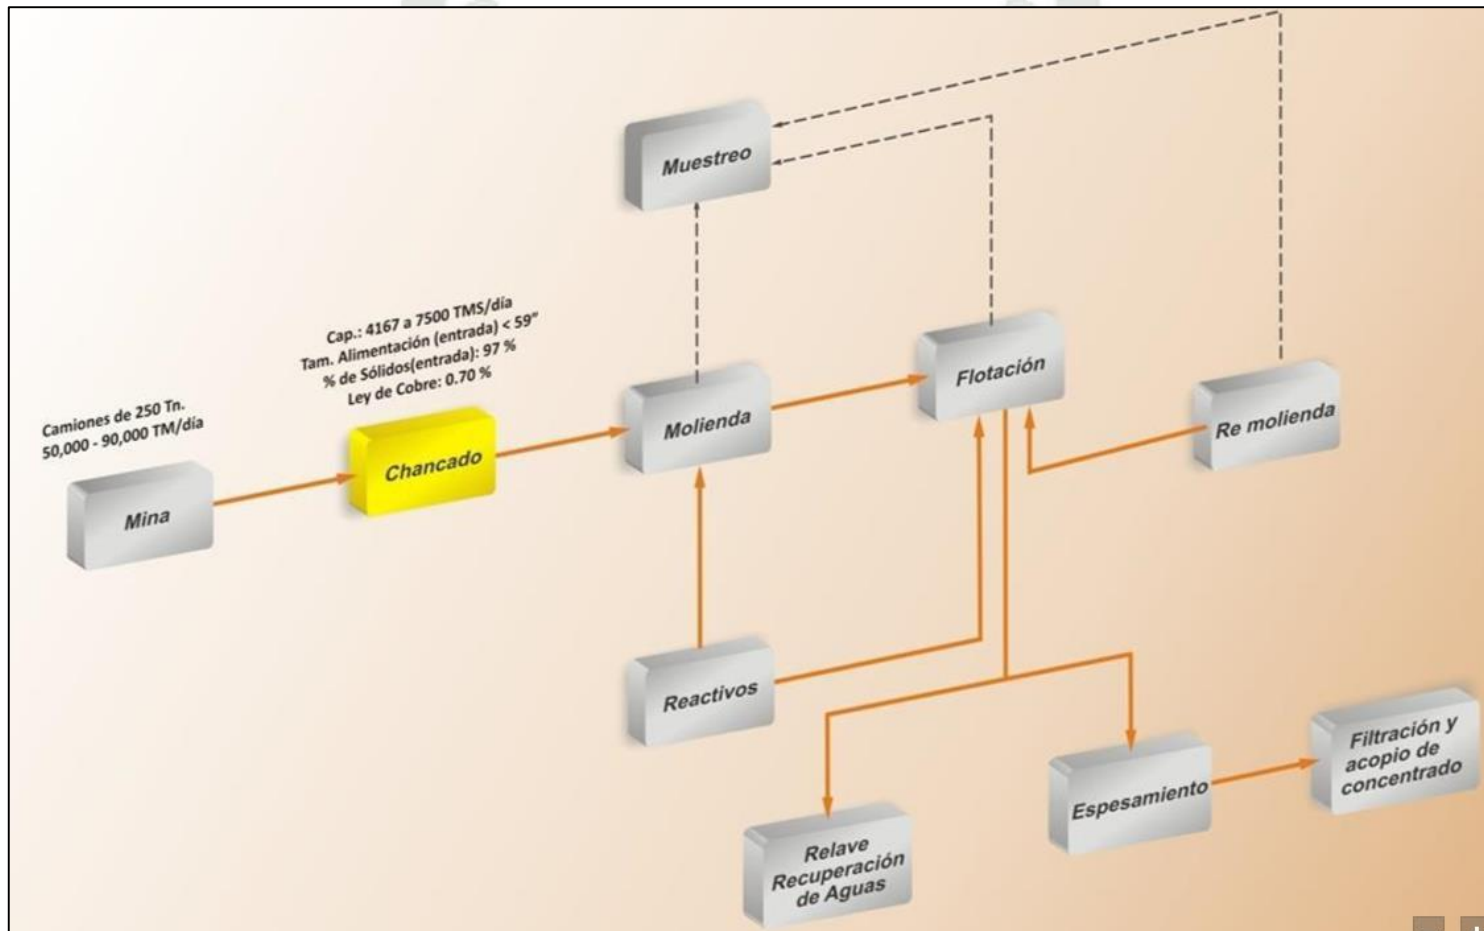 Muestreo
Cap.: 4167 a 7500 TMS/día
Tam. Alimentación (entrada) < 59"
% de Sólidos(entrada): 97 %
Ley de Cobre: 0.70 %
Camiones de 250 Tn.
50,000 - 90,000 TM/día
Mina
Chancado
Molienda
Flotación
Re molienda
Reactivos
Relave
Recuperación
de Aguas
Espesamiento
Filtración y
acopio de
concentrado